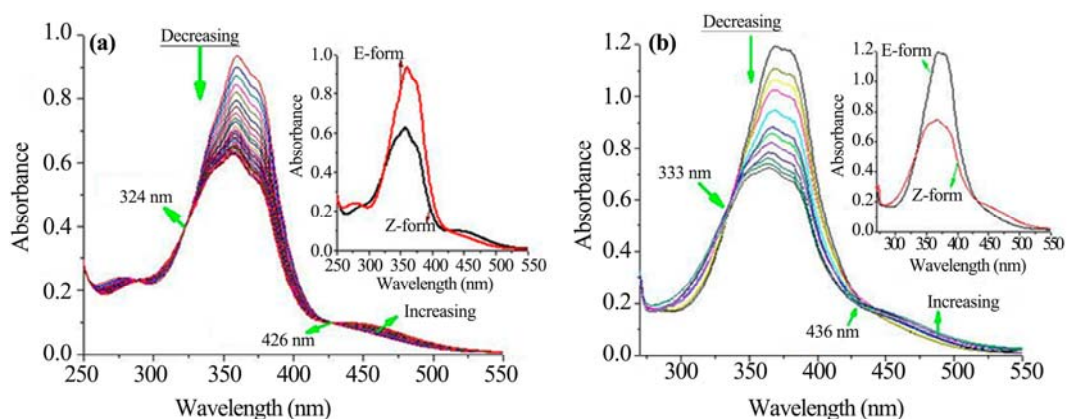 (a)
Decreasing
324 nm
426 nm
Increasing
Absorbance
1.0
0.8
0.6
0.4
0.2
0.0
250 300 350 400 450 500 550
Wavelength (nm)
E-form
Z-form
Absorbance
1.0
0.8
0.6
0.4
0.2
0.0
250 300 350 400 450 500 550
Wavelength (nm)
(b)
Decreasing
333 nm
436 nm
Increasing
Absorbance
1.2
1.0
0.8
0.6
0.4
0.2
0.0
300 350 400 450 500 550
Wavelength (nm)
E-form
Z-form
Absorbance
1.2
1.0
0.8
0.6
0.4
0.2
0.0
300 350 400 450 500 550
Wavelength (nm)